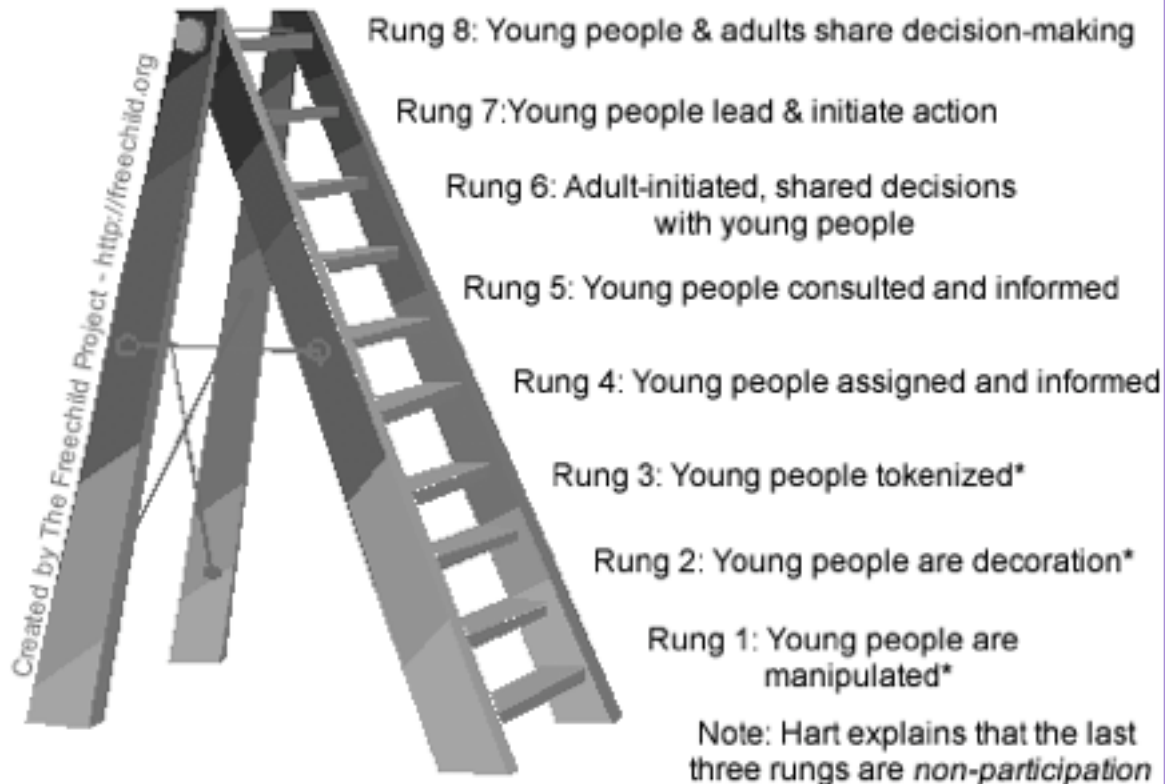 Rung 8: Young people & adults share decision-making
Rung 7:Young people lead & initiate action
Rung 6: Adult-initiated, shared decisions
with young people
Rung 5: Young people consulted and informed
Rung 4: Young people assigned and informed
Rung 3: Young people tokenized*
Rung 2: Young people are decoration*
Rung 1: Young people are
manipulated*
Note: Hart explains that the last
three rungs are non-participation
Created by The Freechild Project - http://freechild.org